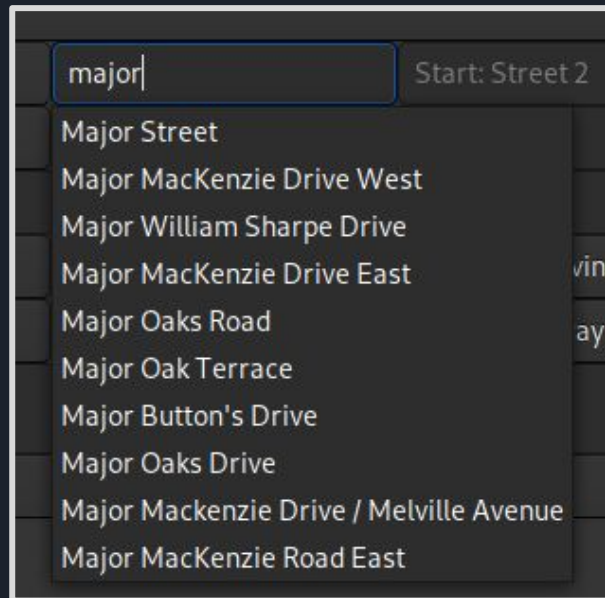 major
Start: Street 2
Major Street
Major MacKenzie Drive West
Major William Sharpe Drive
Major MacKenzie Drive East
vin
Major Oaks Road
ay
Major Oak Terrace
Major Button's Drive
Major Oaks Drive
Major Mackenzie Drive / Melville Avenue
Major MacKenzie Road East